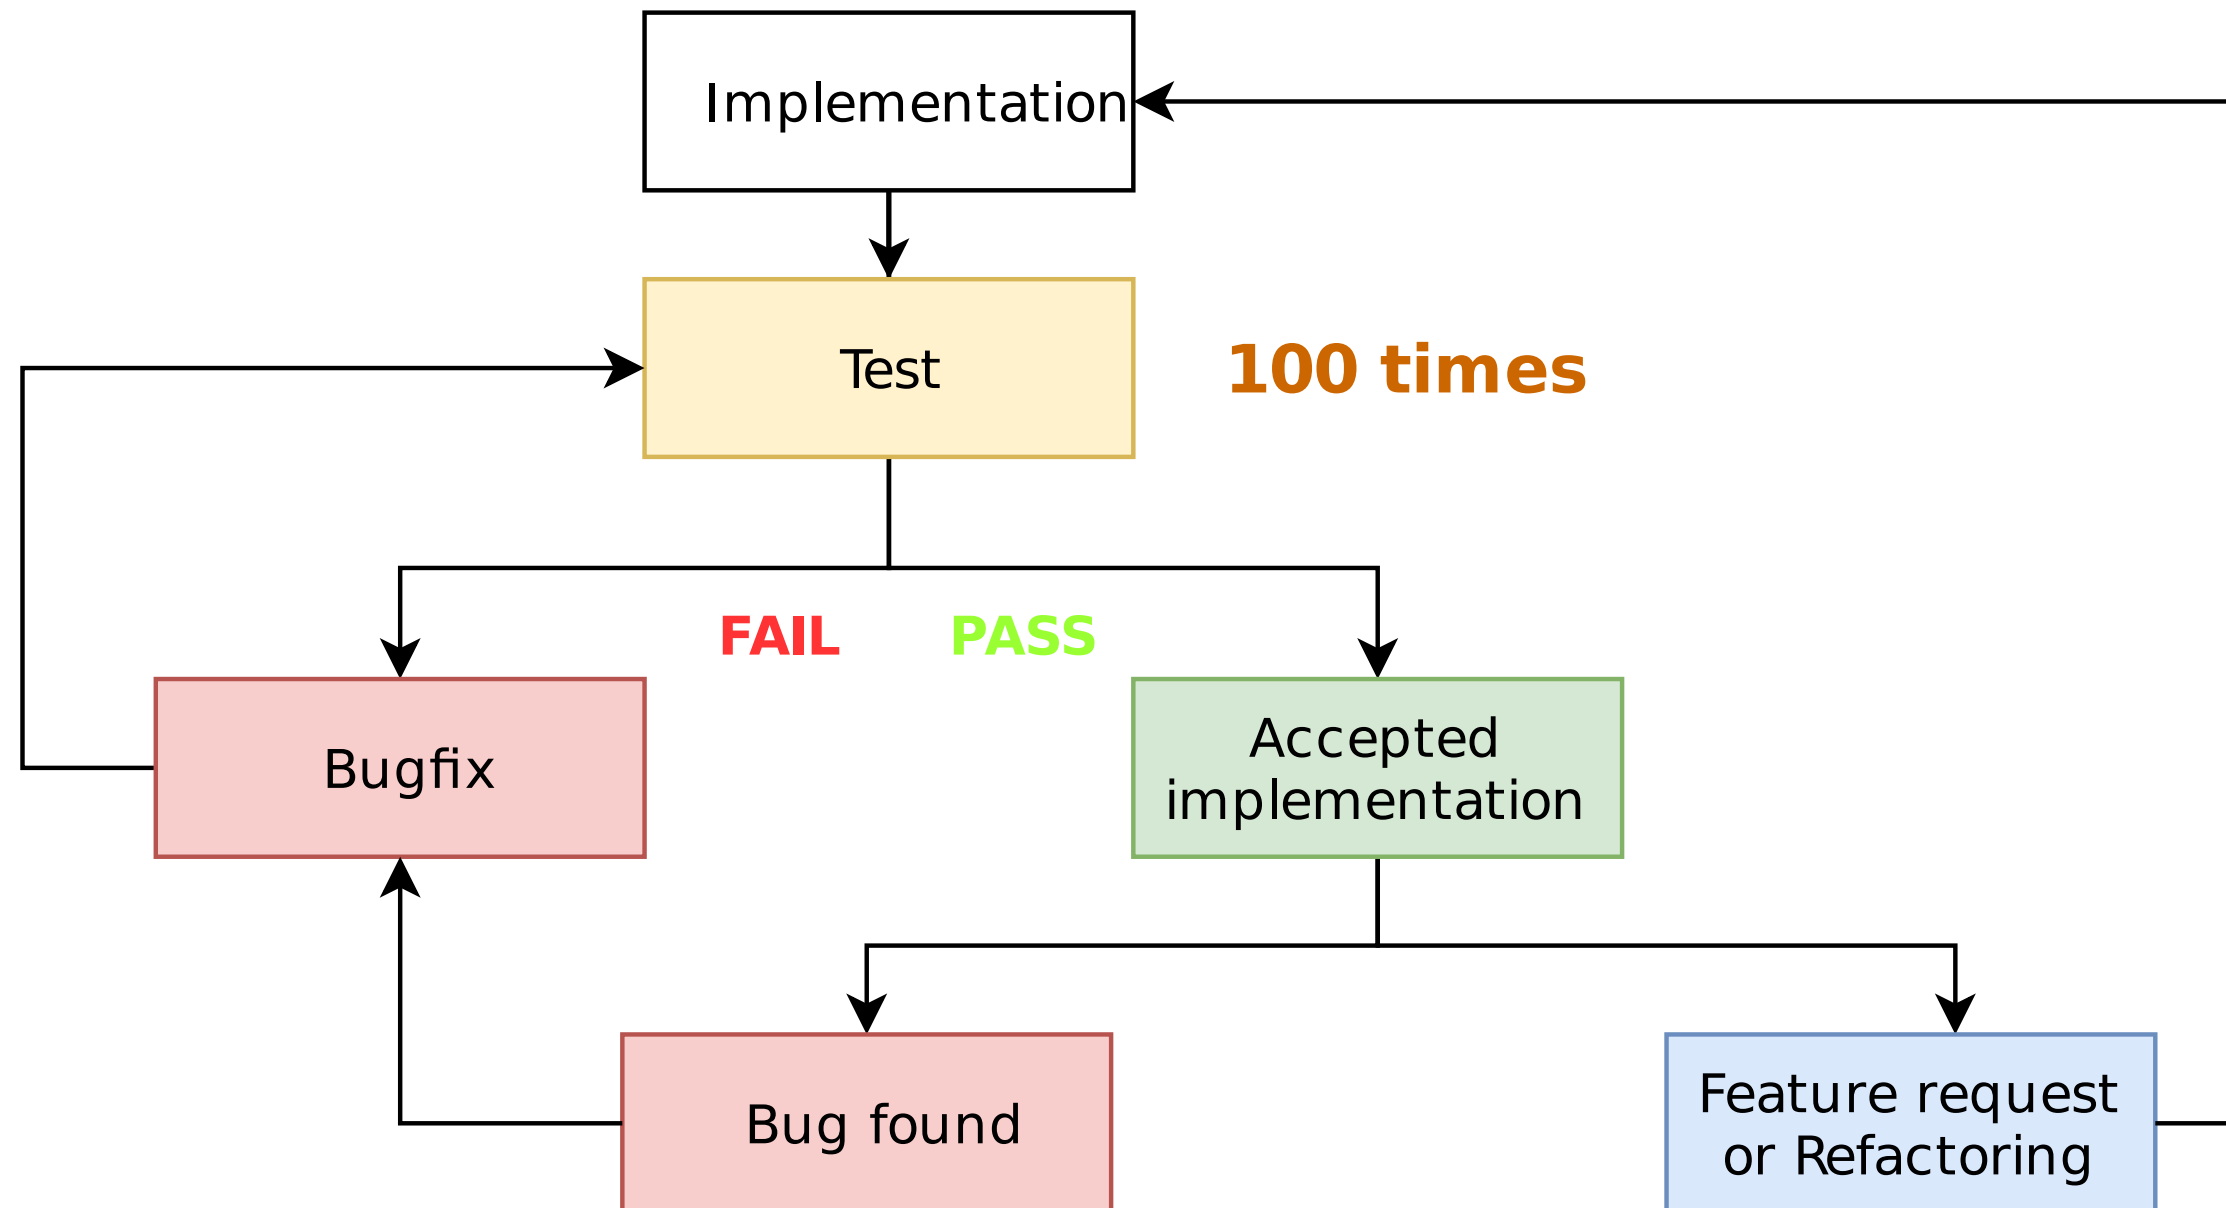 Implementation
Test
100 times
FAIL
PASS
Bugfix
Accepted
implementation
Bug found
Feature request
or Refactoring